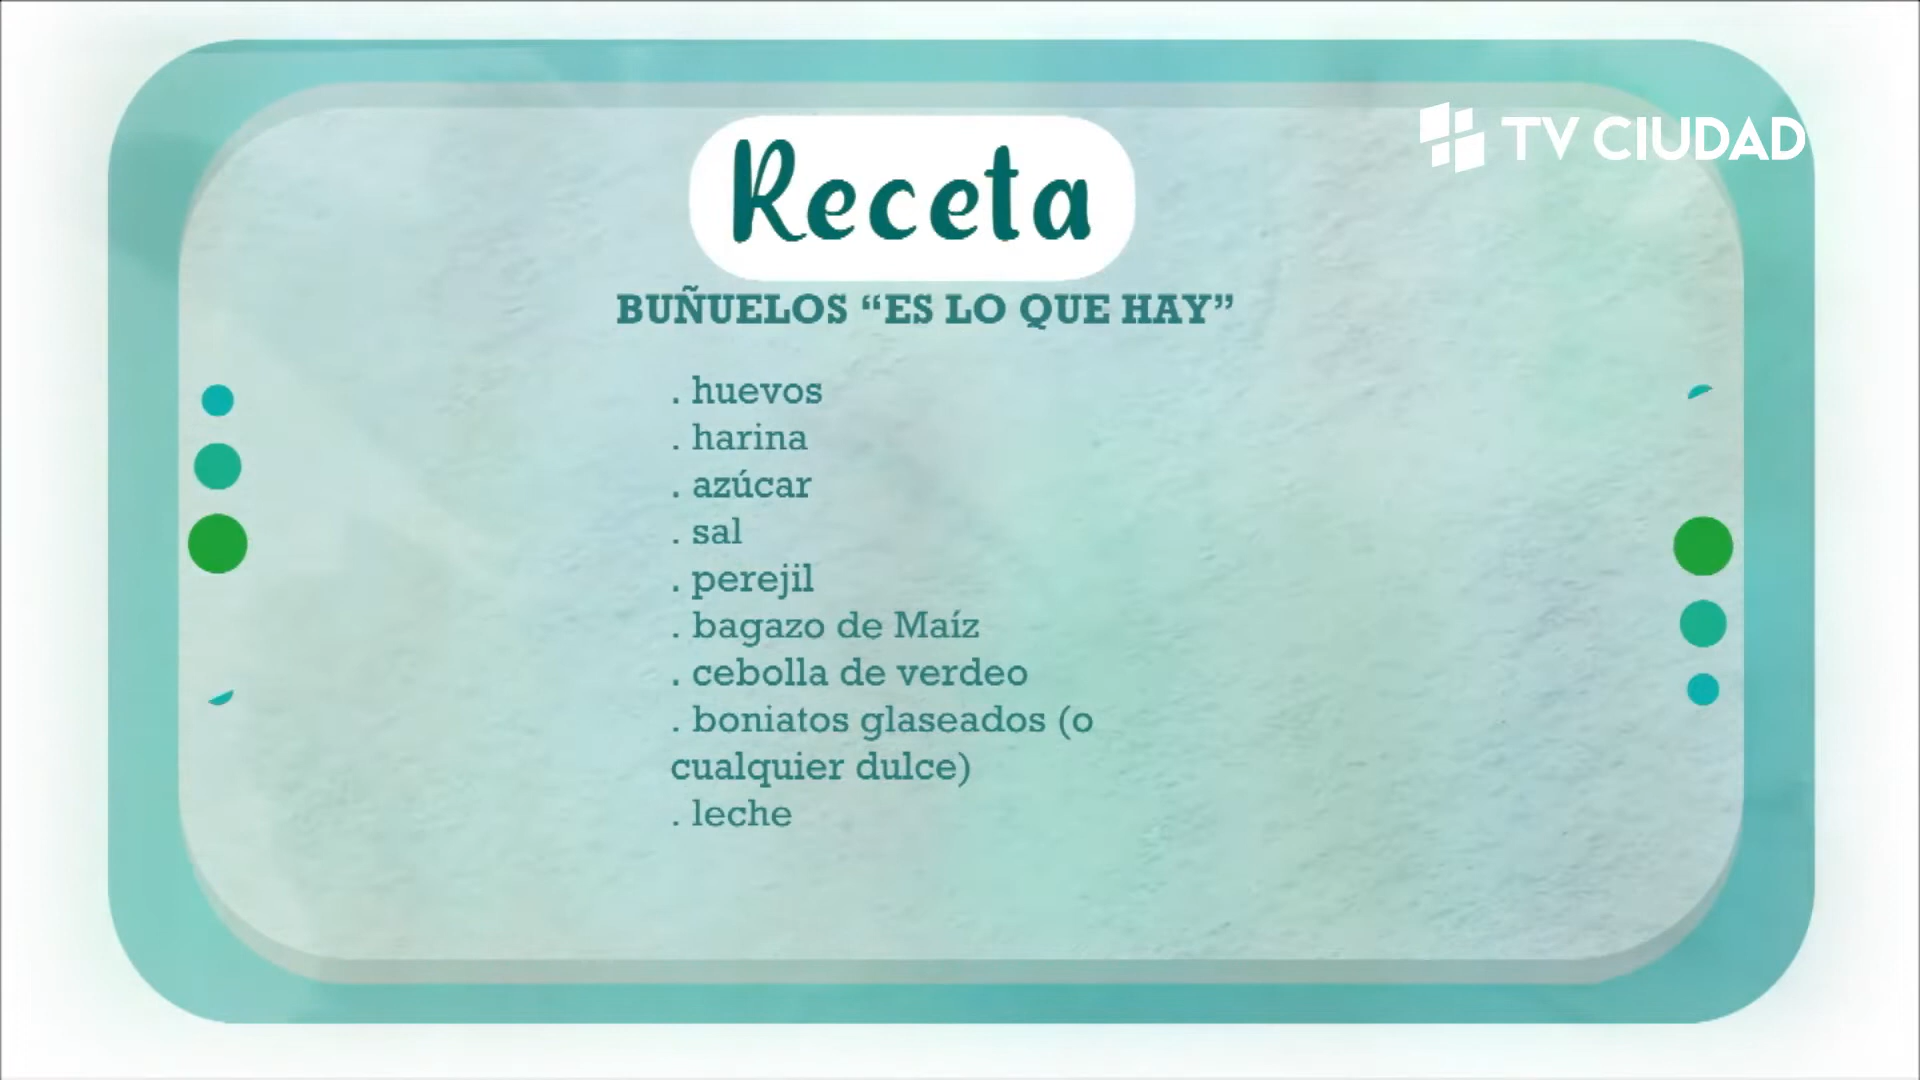 TV CIUDAD
Receta
BUÑUELOS “ES LO QUE HAY”
. huevos
. harina
. azúcar
. sal
. perejil
. bagazo de Maíz
. cebolla de verdeo
. boniatos glaseados (o
cualquier dulce)
. leche